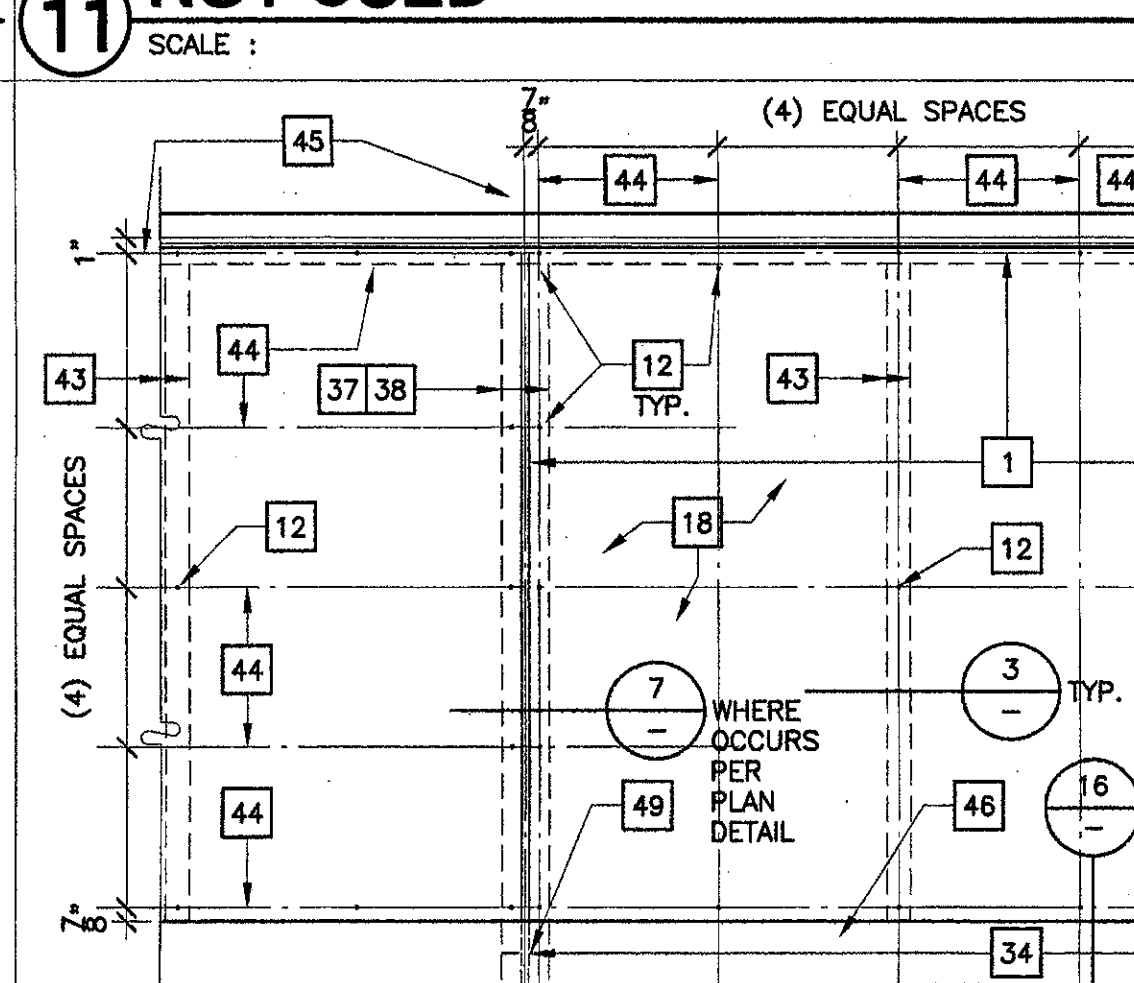 11
SCALE :
7/8"
(4) EQUAL SPACES
45
44
44
44
1"
44
43
37 38
12
TYP.
43
1
(4) EQUAL SPACES
12
18
12
44
7
-
WHERE
OCCURS
PER
PLAN
DETAIL
3
-
TYP.
44
49
46
16
-
7/8"
34